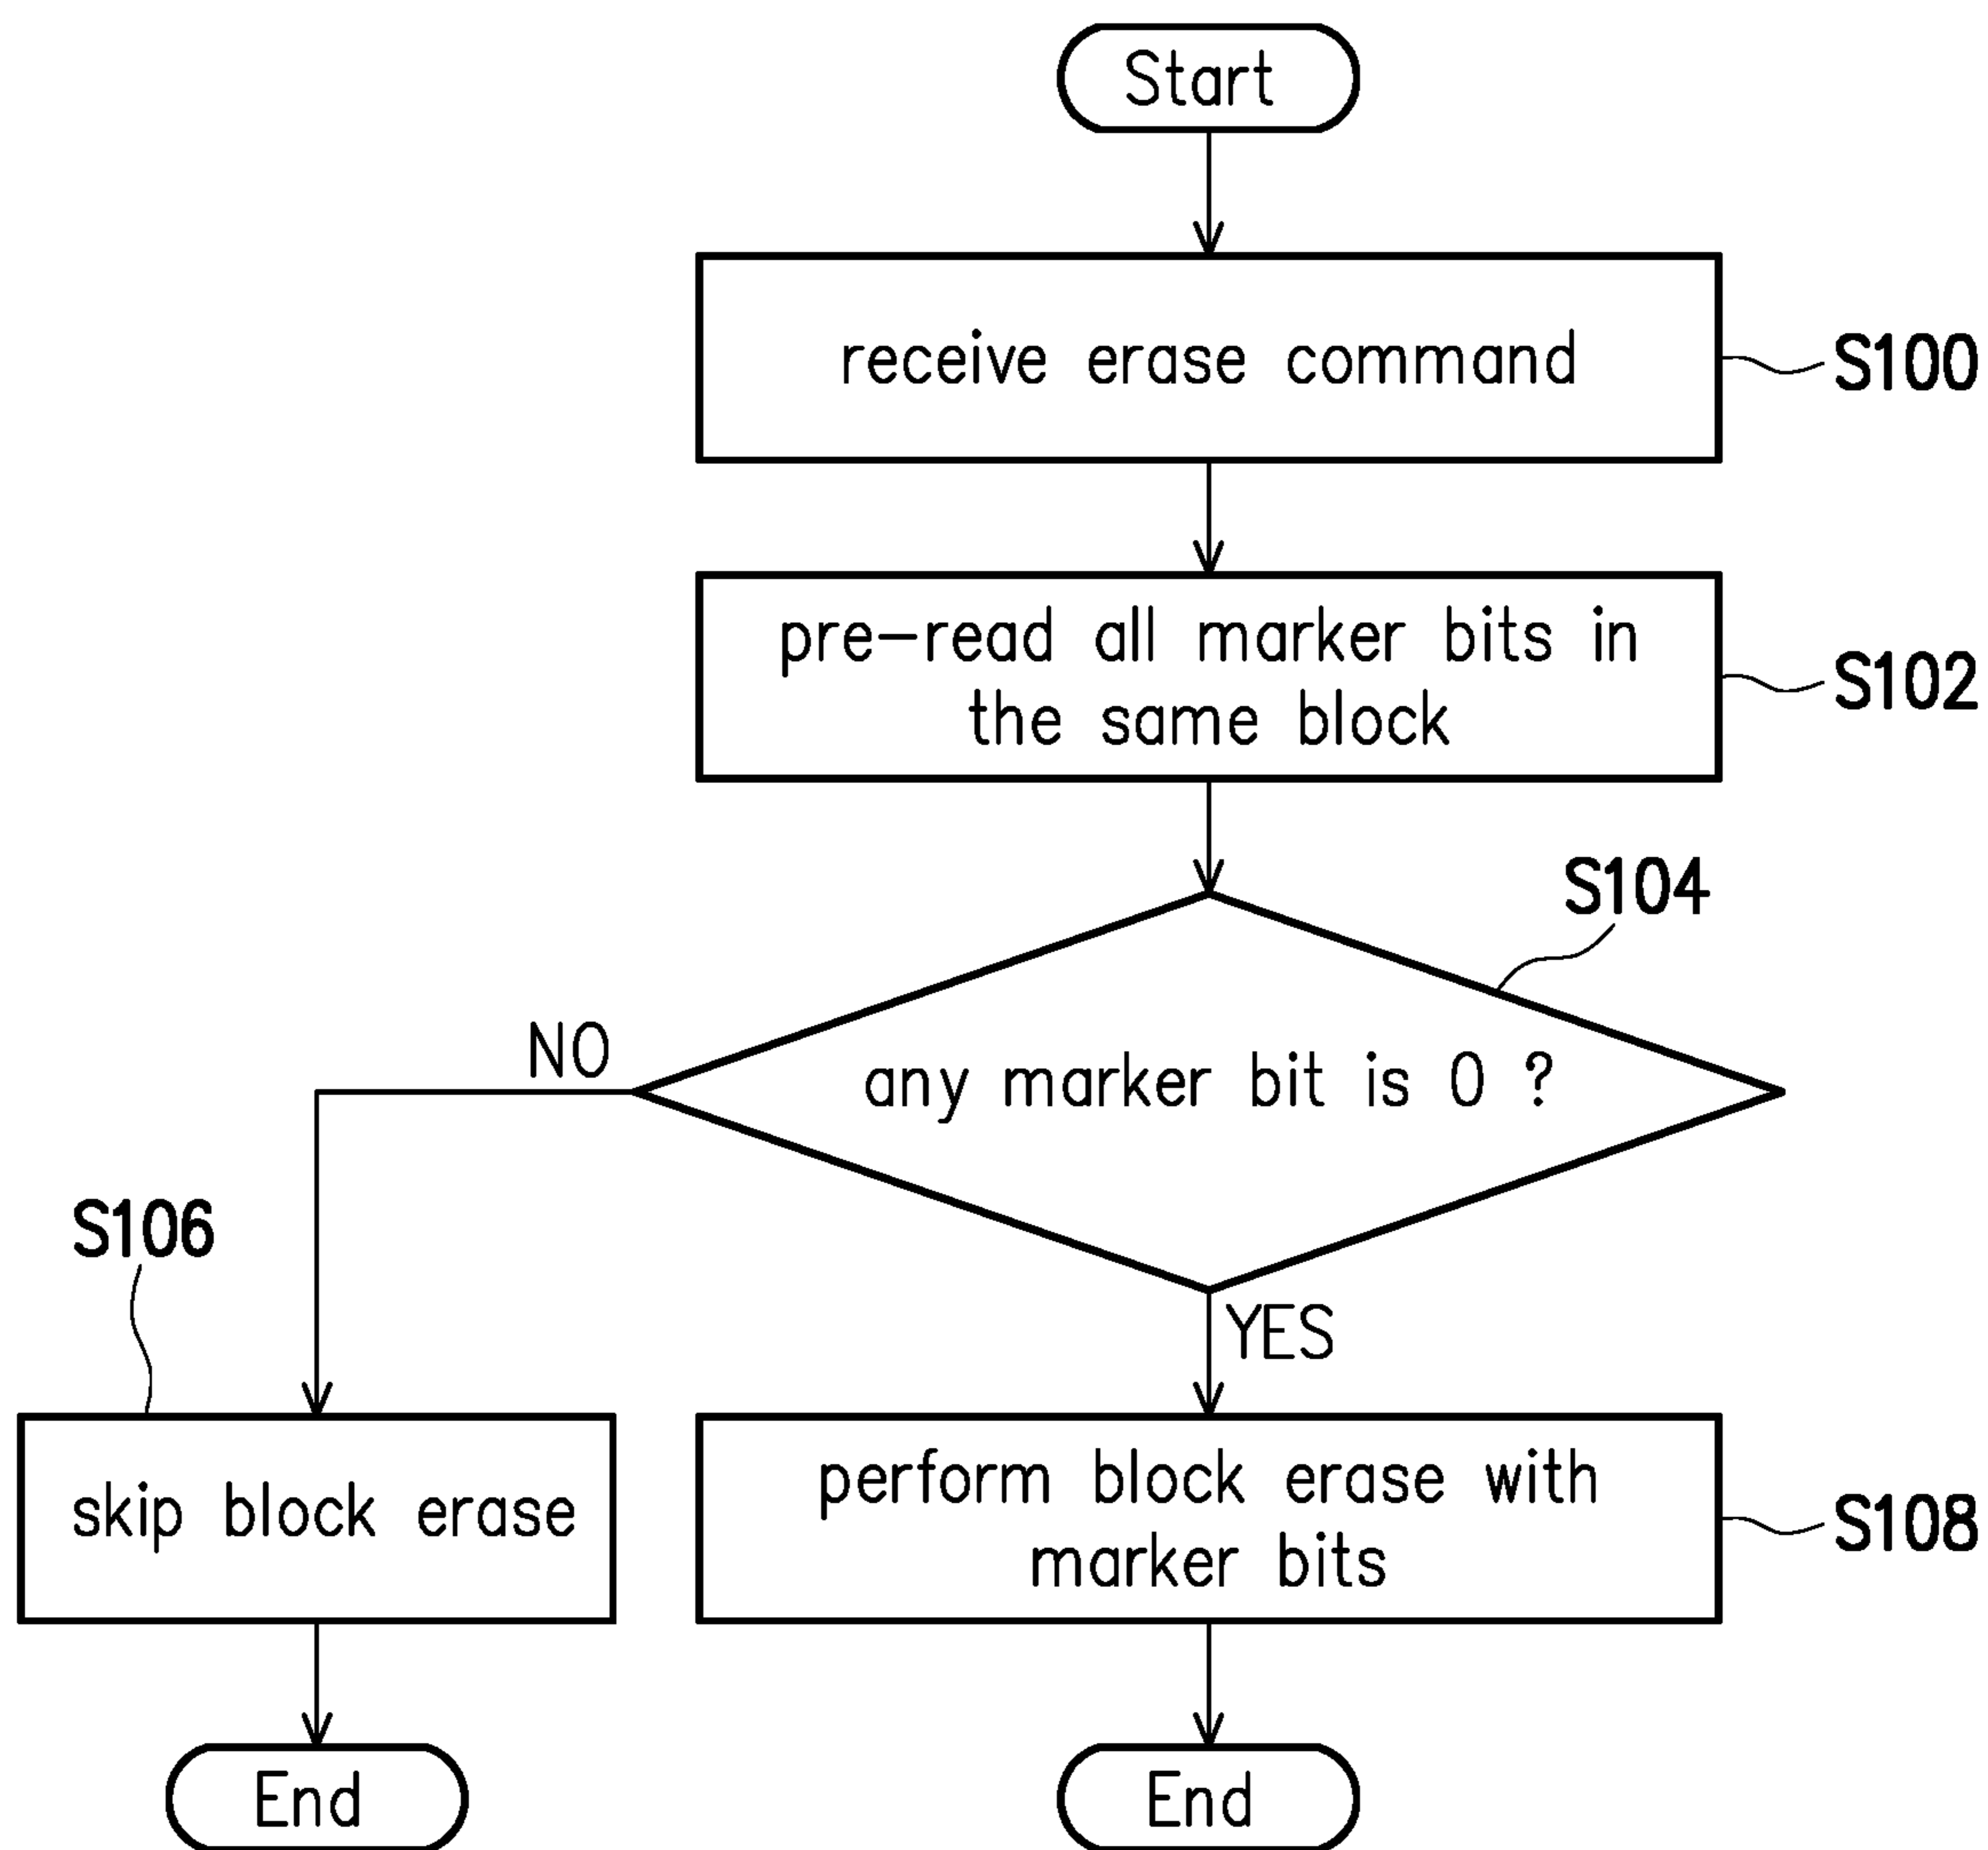 Start
receive erase command
S100
pre-read all marker bits in
the same block
S102
S104
any marker bit is 0 ?
NO
YES
S106
skip block erase
perform block erase with
marker bits
S108
End
End